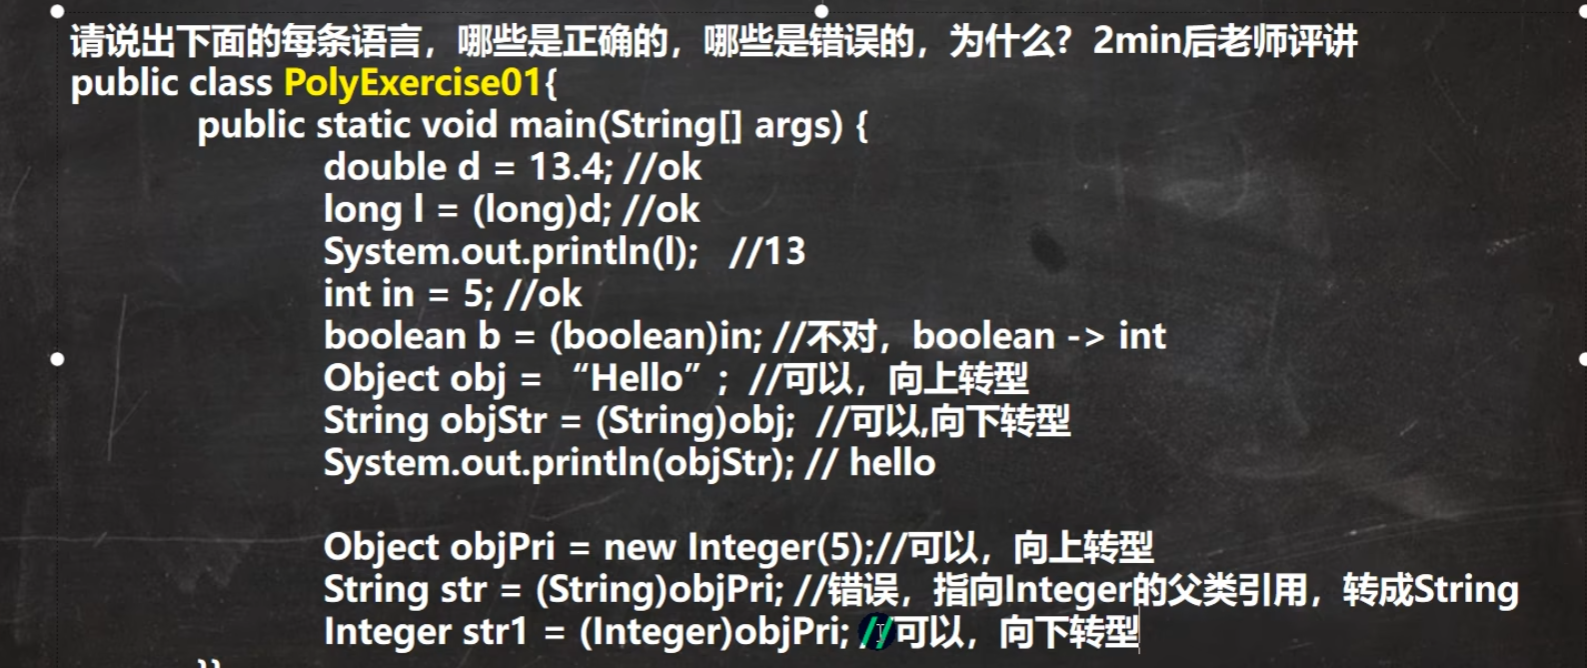 请说出下面的每条语言，哪些是正确的，哪些是错误的，为什么？2min后老师评讲
public class PolyExercise01{
public static void main(String[] args) {
double d = 13.4; //ok
long l = (long)d; //ok
System.out.println(l); //13
int in = 5; //ok
boolean b = (boolean)in; //不对，boolean -> int
Object obj = “Hello”; //可以，向上转型
String objStr = (String)obj; //可以,向下转型
System.out.println(objStr); // hello
Object objPri = new Integer(5);//可以，向上转型
String str = (String)objPri; //错误，指向Integer的父类引用，转成String
Integer str1 = (Integer)objPri; //可以，向下转型
}}